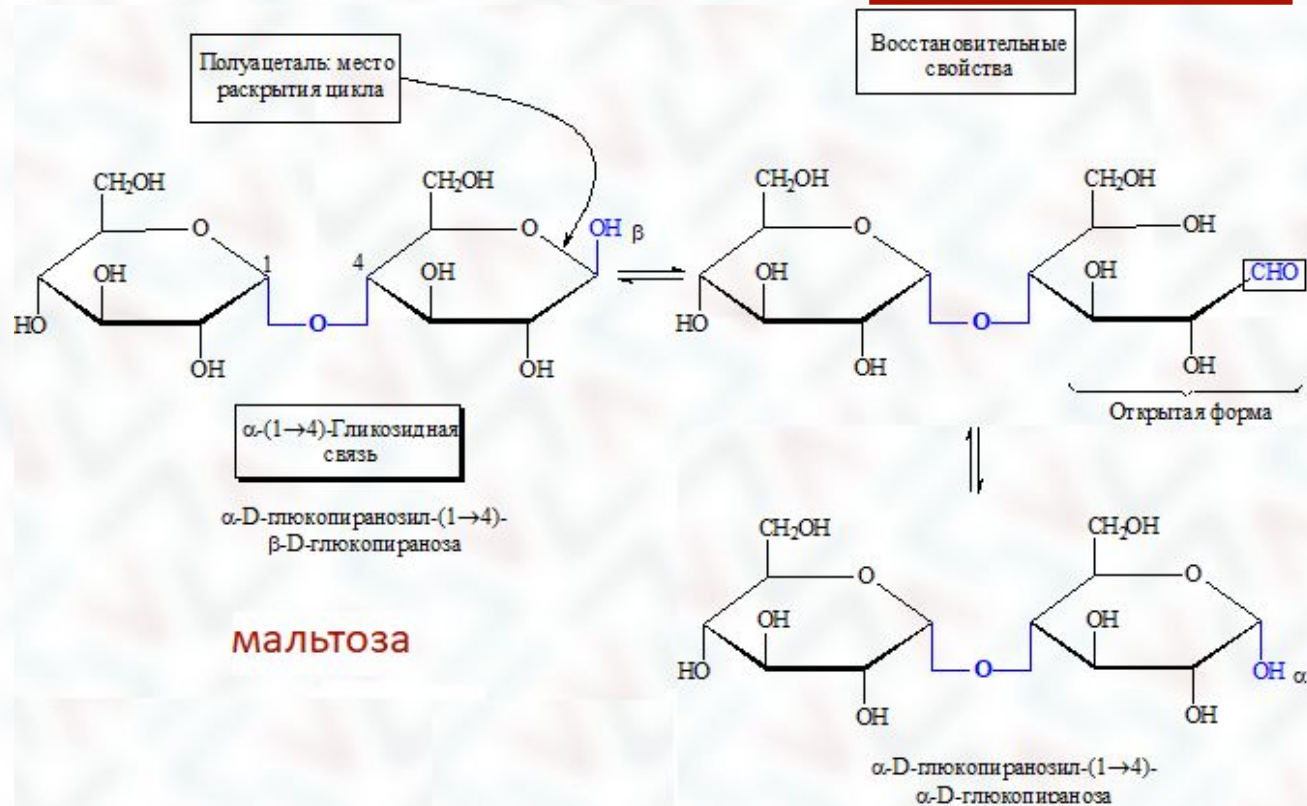 Полуацеталь: место
раскрытия цикла
Восстановительные
свойства
CH₂OH
O
OH
HO
OH
1
O
4
CH₂OH
O
OH
OH
OH β
CH₂OH
O
OH
HO
OH
O
CH₂OH
OH
OH
CHO
OH
Открытая форма
α-(1→4)-Гликозидная
связь
α-D-глюкопиранозил-(1→4)-
β-D-глюкопираноза
мальтоза
CH₂OH
O
OH
HO
OH
O
CH₂OH
O
OH
OH
OH α
α-D-глюкопиранозил-(1→4)-
α-D-глюкопираноза